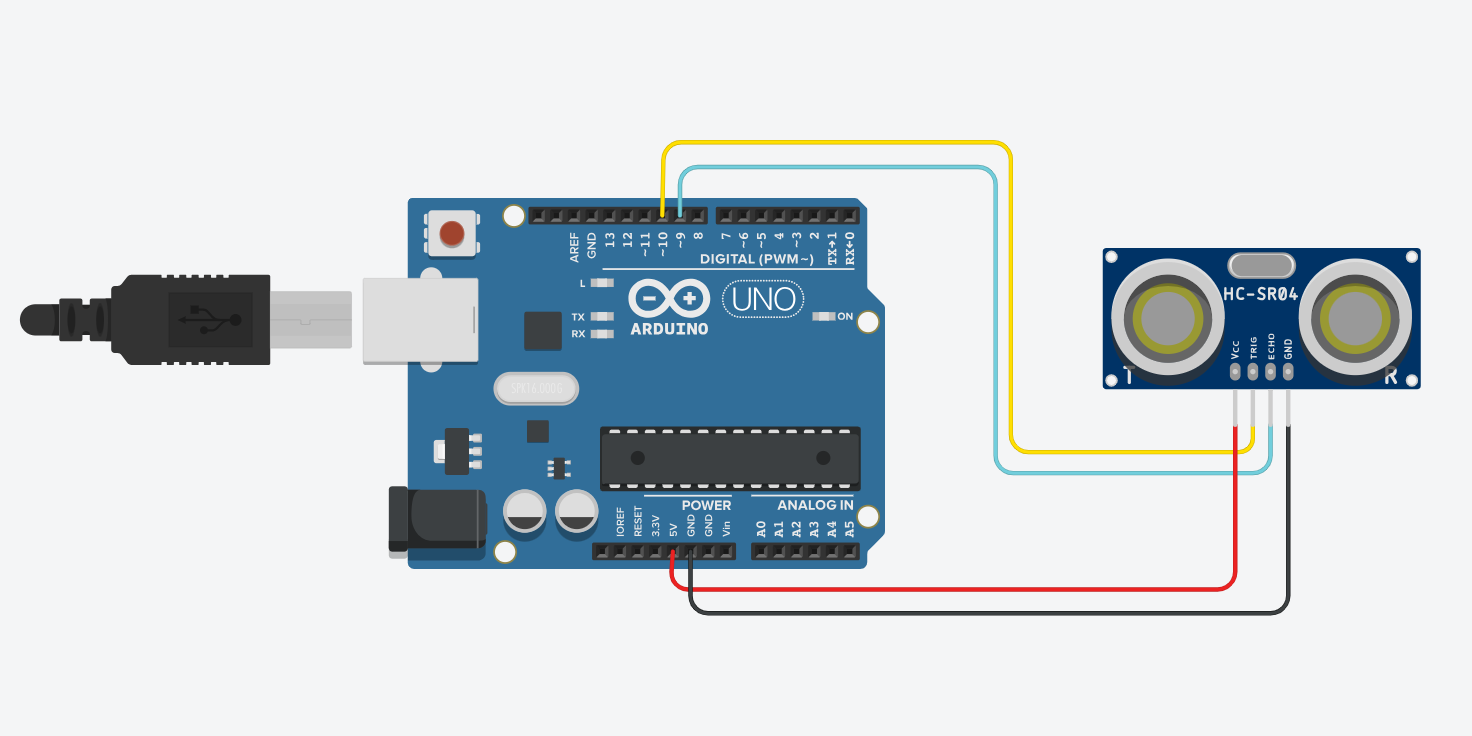 AREF
GND
13
12
~11
~10
~9
8
7
~6
~5
4
~3
2
TX→1
RX←0
DIGITAL (PWM~)
L
TX
RX
ON
UNO
ARDUINO
SPK16.000G
HC-SR04
Vcc
TRIG
ECHO
GND
T
R
POWER
ANALOG IN
IOREF
RESET
3.3V
5V
GND
GND
Vin
A0
A1
A2
A3
A4
A5